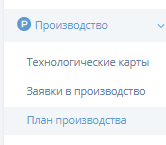 Р Производство
Технологические карты
Заявки в производство
План производства